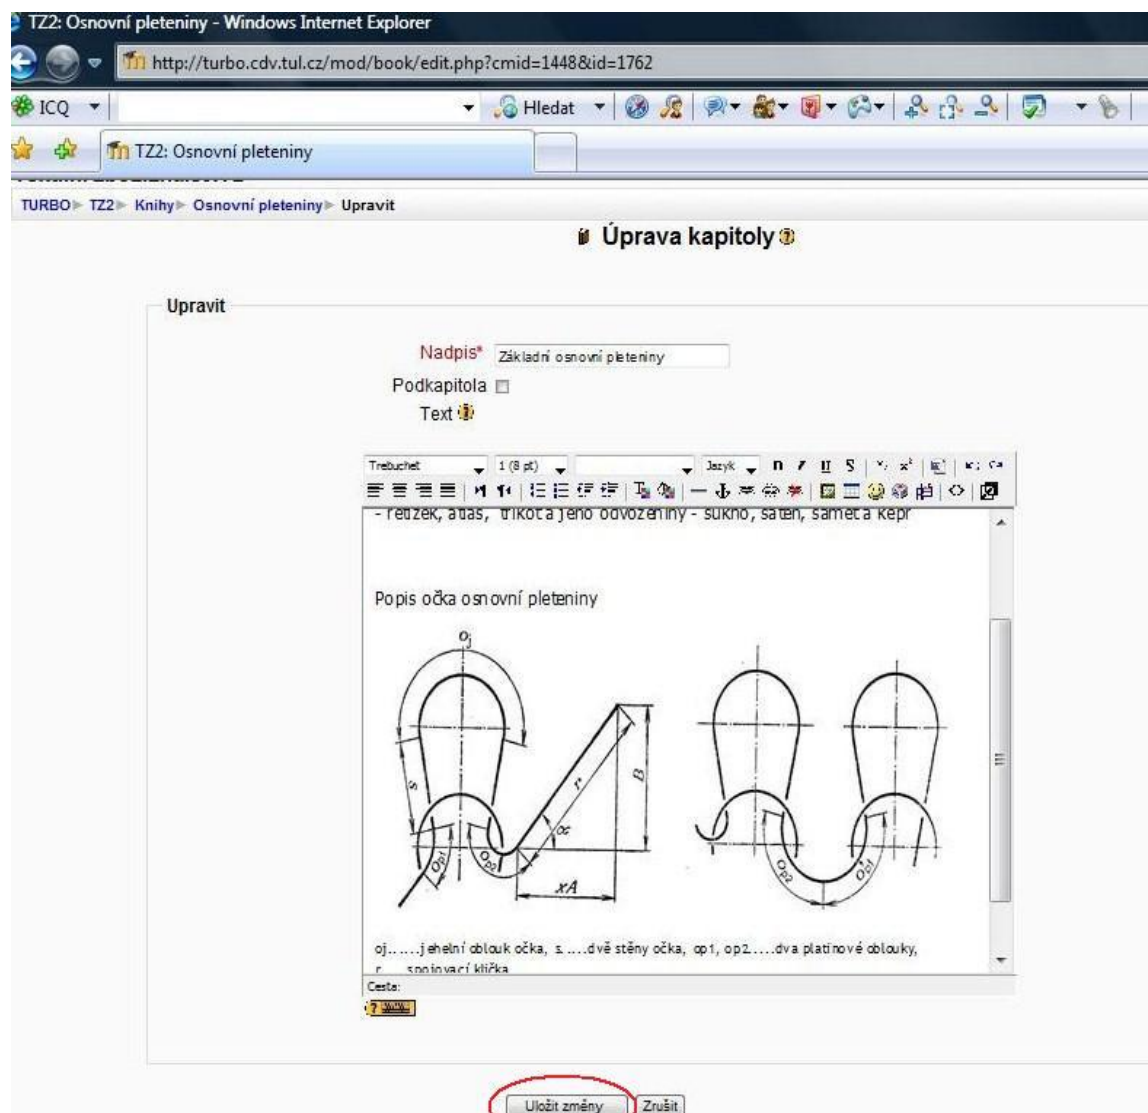 TZ2: Osnovní pleteniny - Windows Internet Explorer
http://turbo.cdv.tul.cz/mod/book/edit.php?cmid=1448&id=1762
ICQ Hledat
TZ2: Osnovní pleteniny
TURBO TZ2 Knihy Osnovní pleteniny Upravit
Úprava kapitoly
Upravit
Nadpis* Základní osnovní pleteniny
Podkapitola
Text
Trebuchet 1 (8 pt) Jazyk
- řetízek, atlas, trikot a jeho odvozeniny - sukno, satén, samet a kepr
Popis očka osnovní pleteniny
oj
s
r
B
α
op1
op2
xA
op2
op1
oj......jehelní oblouk očka, s.....dvě stěny očka, op1, op2.....dva platinové oblouky,
r spojovací klička
Cesta:
Uložit změny Zrušit